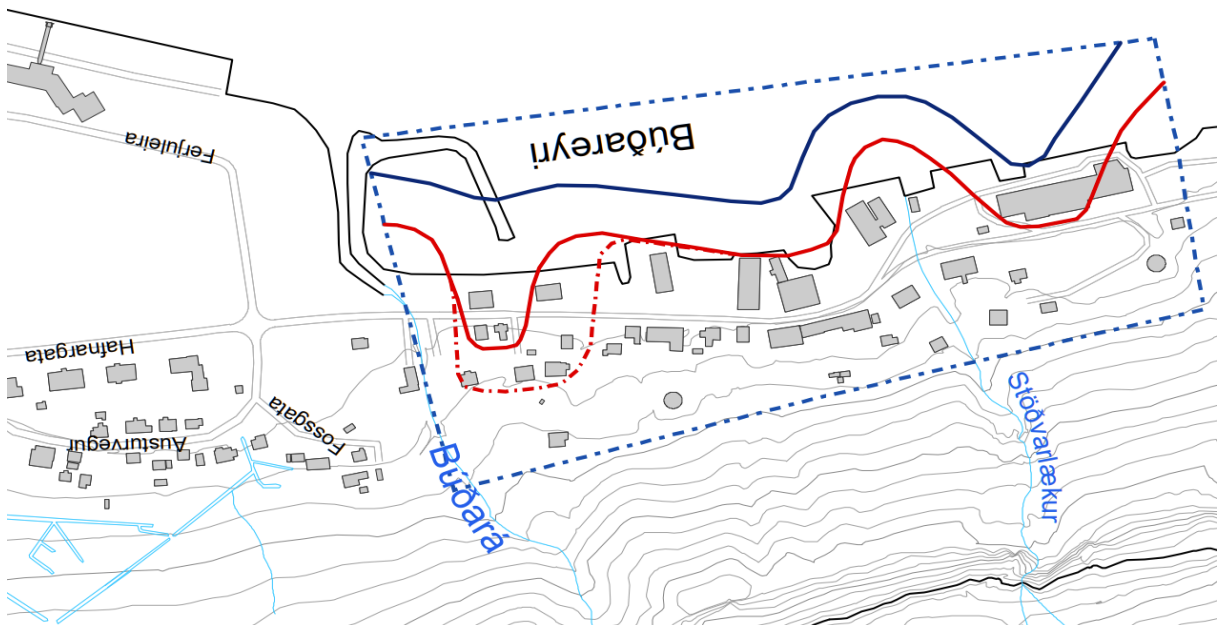 Ferjuleira
Búðareyri
Hafnargata
Fossgata
Austurvegur
Búðará
Stöðvarlækur